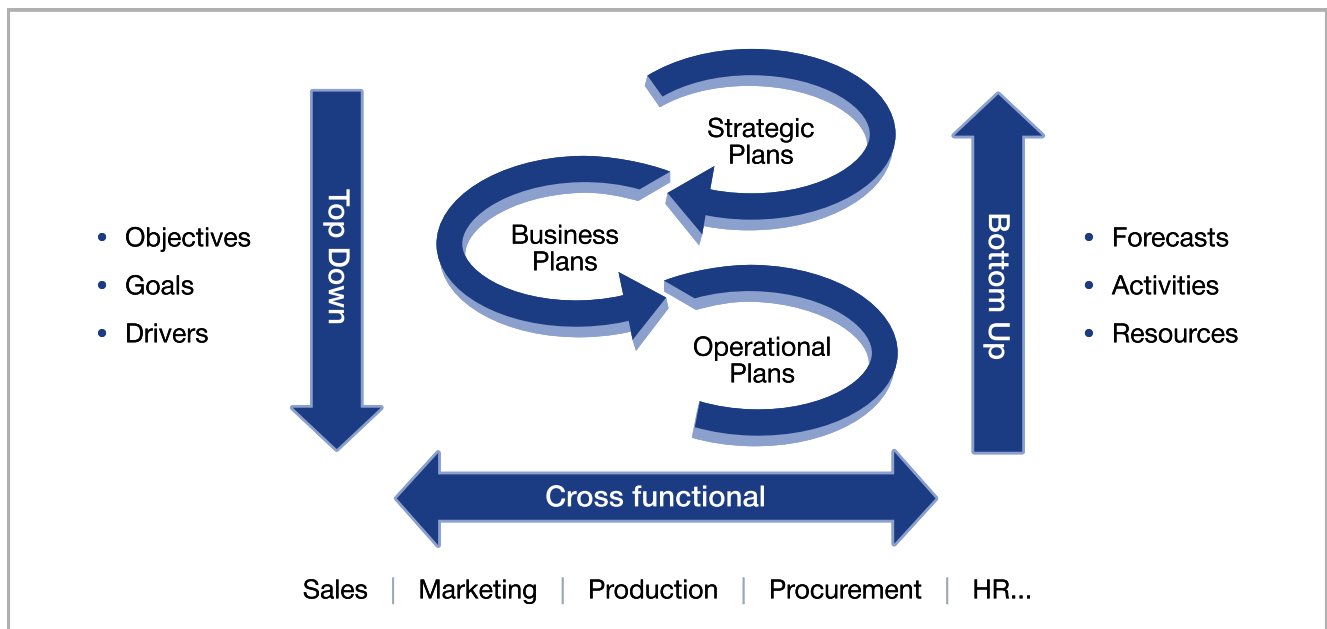 Strategic
Plans
Business
Plans
Operational
Plans
Top Down
• Objectives
• Goals
• Drivers
Bottom Up
• Forecasts
• Activities
• Resources
Cross functional
Sales | Marketing | Production | Procurement | HR...